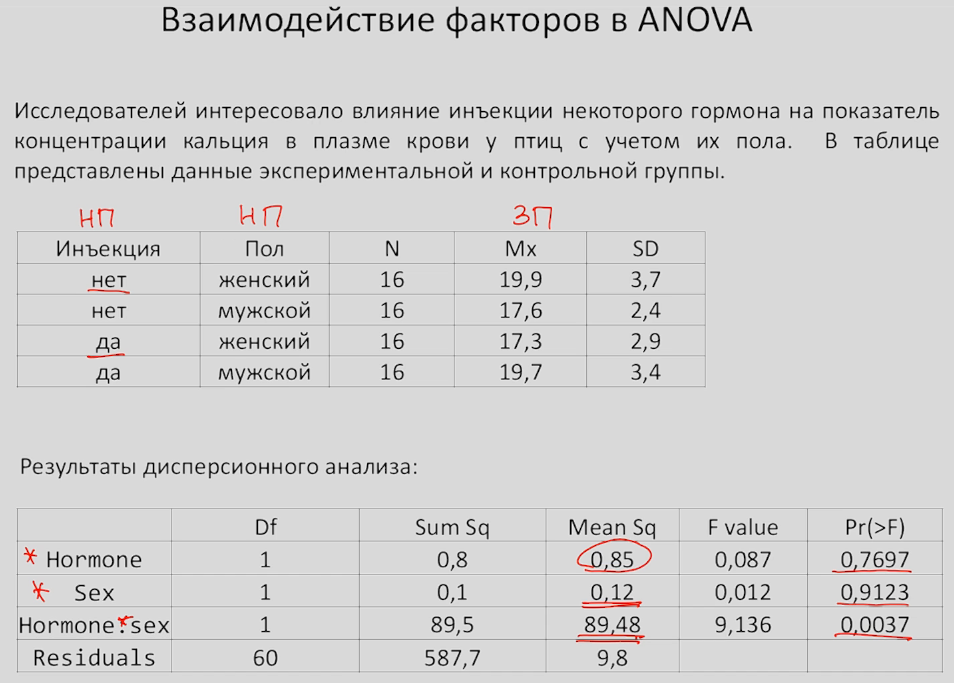 Взаимодействие факторов в ANOVA
Исследователей интересовало влияние инъекции некоторого гормона на показатель
концентрации кальция в плазме крови у птиц с учетом их пола. В таблице
представлены данные экспериментальной и контрольной группы.
НП НП ЗП
Инъекция Пол N Mx SD
нет женский 16 19,9 3,7
нет мужской 16 17,6 2,4
да женский 16 17,3 2,9
да мужской 16 19,7 3,4
Результаты дисперсионного анализа:
Df Sum Sq Mean Sq F value Pr(>F)
* Hormone 1 0,8 0,85 0,087 0,7697
* Sex 1 0,1 0,12 0,012 0,9123
Hormone:*sex 1 89,5 89,48 9,136 0,0037
Residuals 60 587,7 9,8